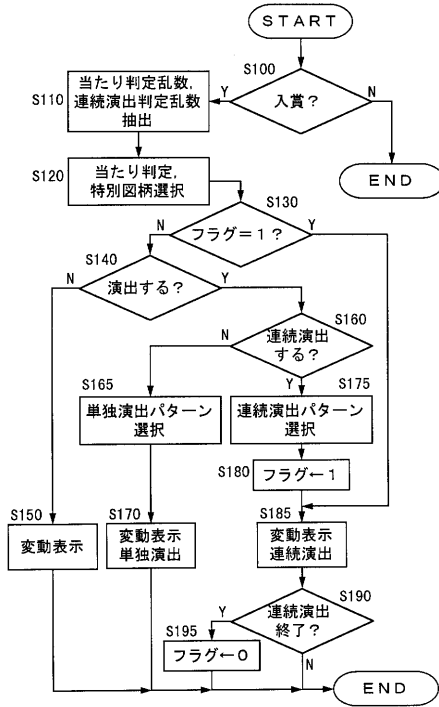 START
S100
入賞?
Y
N
S110
当たり判定乱数,
連続演出判定乱数
抽出
END
S120
当たり判定,
特別図柄選択
S130
フラグ=1?
N
Y
S140
演出する?
N
Y
S160
連続演出
する?
N
Y
S165
単独演出パターン
選択
S175
連続演出パターン
選択
S180
フラグ←1
S150
変動表示
S170
変動表示
単独演出
S185
変動表示
連続演出
S190
連続演出
終了?
Y
N
S195
フラグ←0
END